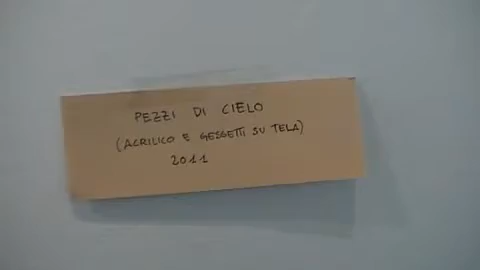 PEZZI DI CIELO
(ACRILICO E GESSETTI SU TELA)
2011